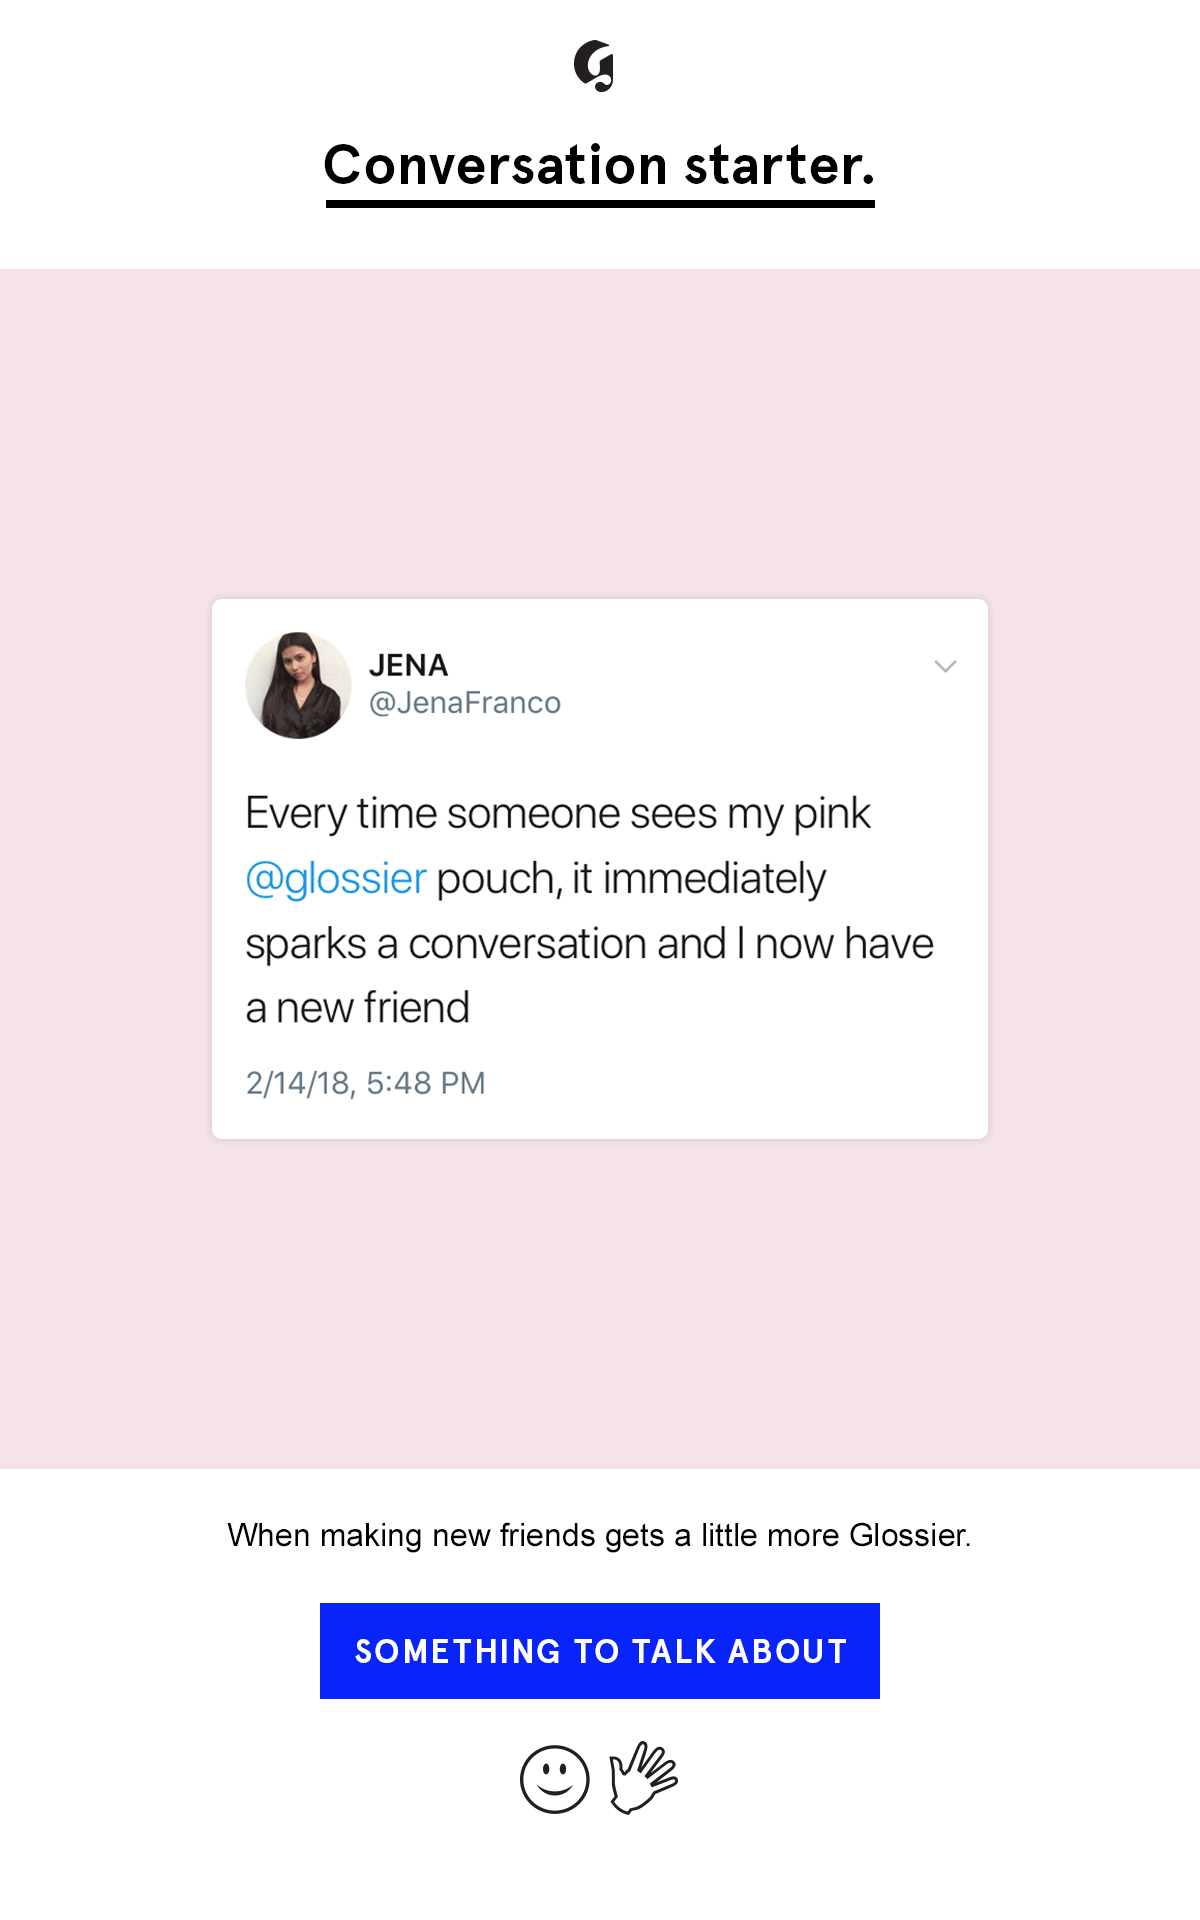 Conversation starter.
JENA
@JenaFranco
Every time someone sees my pink
@glossier pouch, it immediately
sparks a conversation and I now have
a new friend
2/14/18, 5:48 PM
When making new friends gets a little more Glossier.
SOMETHING TO TALK ABOUT